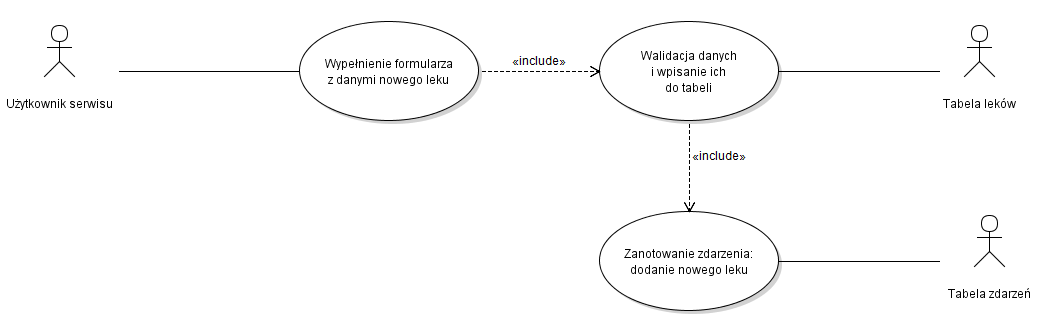 Użytkownik serwisu
Wypełnienie formularza
z danymi nowego leku
«include»
Walidacja danych
i wpisanie ich
do tabeli
Tabela leków
«include»
Zanotowanie zdarzenia:
dodanie nowego leku
Tabela zdarzeń